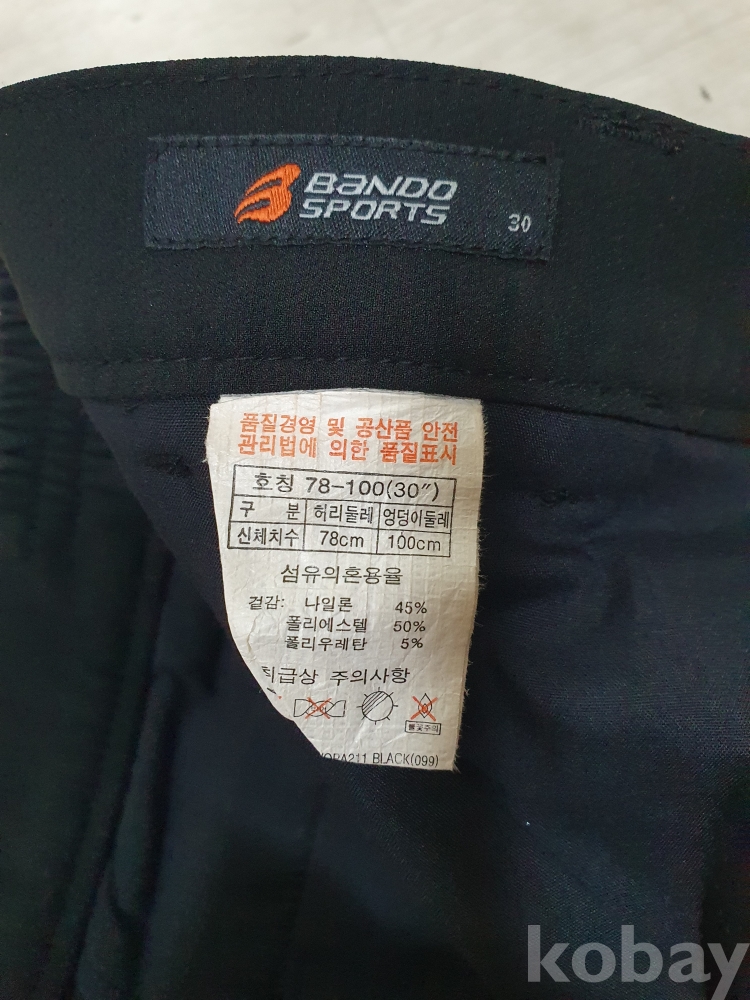 BANDO
SPORTS
30
품질경영 및 공산품 안전
관리법에 의한 품질표시
호칭 78-100(30″)
구 분 허리둘레 엉덩이둘레
신체치수 78cm 100cm
섬유의혼용율
겉감: 나일론 45%
폴리에스텔 50%
폴리우레탄 5%
취급상 주의사항
불꽃주의
BLACK(099)
kobay